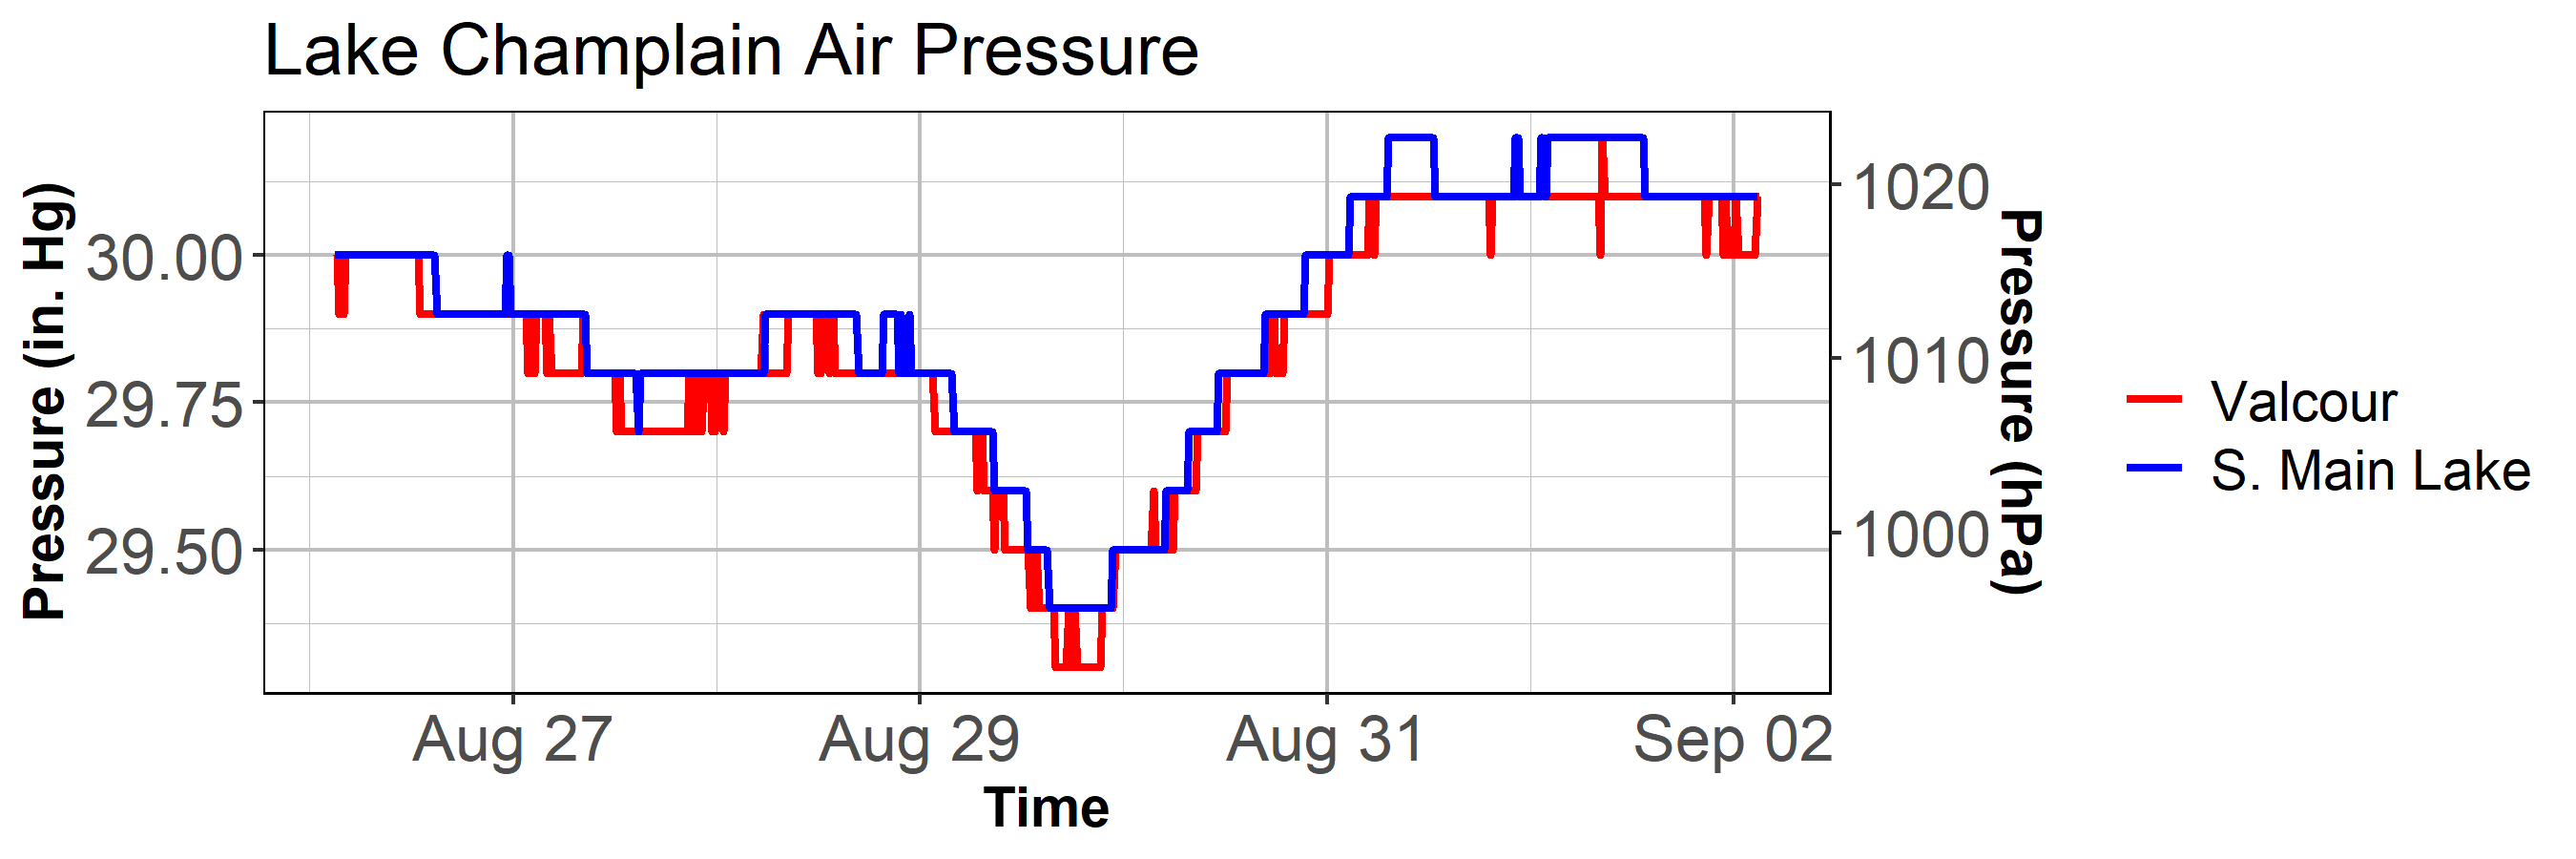 Lake Champlain Air Pressure
Pressure (in. Hg)
30.00
29.75
29.50
1020
1010
1000
Pressure (hPa)
Valcour
S. Main Lake
Aug 27
Aug 29
Aug 31
Sep 02
Time